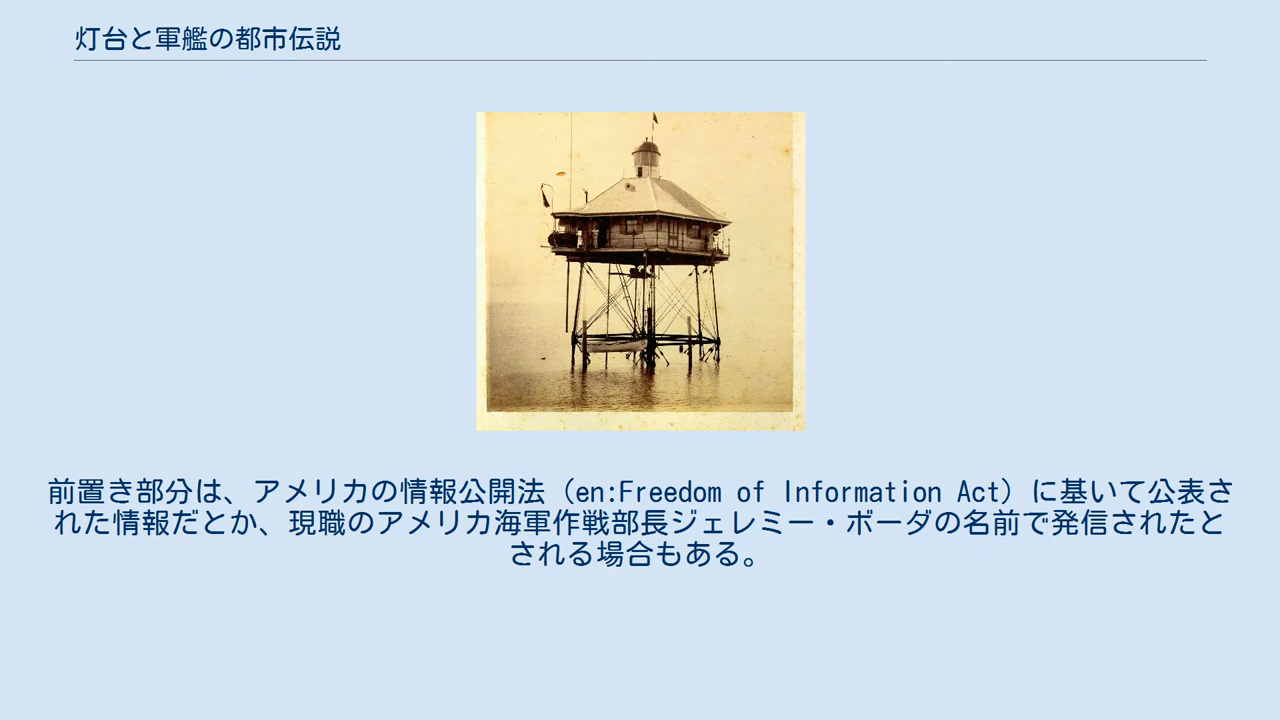 灯台と軍艦の都市伝説
前置き部分は、アメリカの情報公開法（en:Freedom of Information Act）に基いて公表さ
れた情報だとか、現職のアメリカ海軍作戦部長ジェレミー・ボーダの名前で発信されたと
される場合もある。